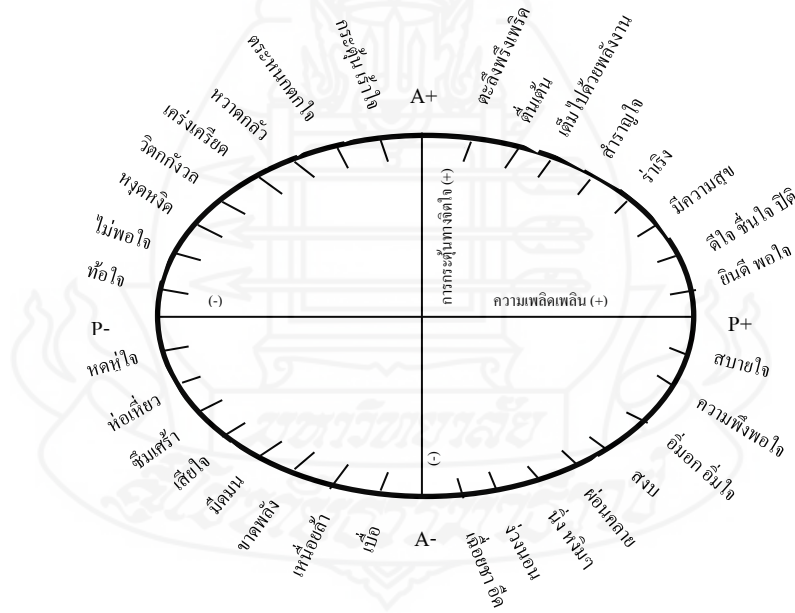 A+
ตะลึงพรึงเพริด
ตื่นเต้น
เต็มไปด้วยพลังงาน
สำราญใจ
ร่าเริง
มีความสุข
ดีใจ ชื่นใจ ปิติ
ยินดี พอใจ
P+
สบายใจ
ความพึงพอใจ
อิ่มอก อิ่มใจ
สงบ
ผ่อนคลาย
นิ่ง หงิมๆ
ง่วงนอน
เฉื่อยชา อืด
A-
เบื่อ
เหนื่อยล้า
ขาดพลัง
มืดมน
เสียใจ
ซึมเศร้า
ห่อเหี่ยว
หดหู่ใจ
P-
ท้อใจ
ไม่พอใจ
หงุดหงิด
วิตกกังวล
เคร่งเครียด
หวาดกลัว
ตระหนกตกใจ
กระตุ้น เร้าใจ
การกระตุ้นทางจิตใจ (+)
(-)
ความเพลิดเพลิน (+)
(-)